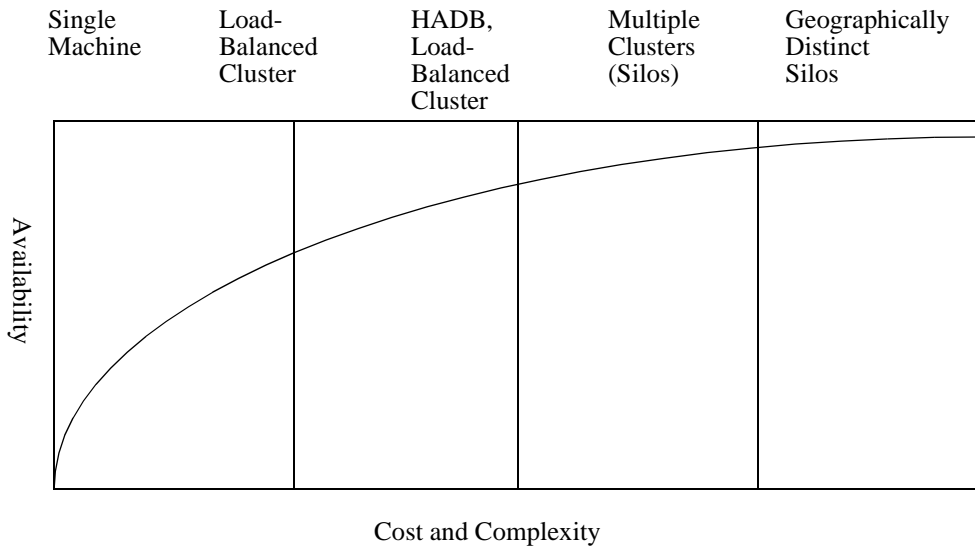 Single
Machine
Load-
Balanced
Cluster
HADB,
Load-
Balanced
Cluster
Multiple
Clusters
(Silos)
Geographically
Distinct
Silos
Availability
Cost and Complexity